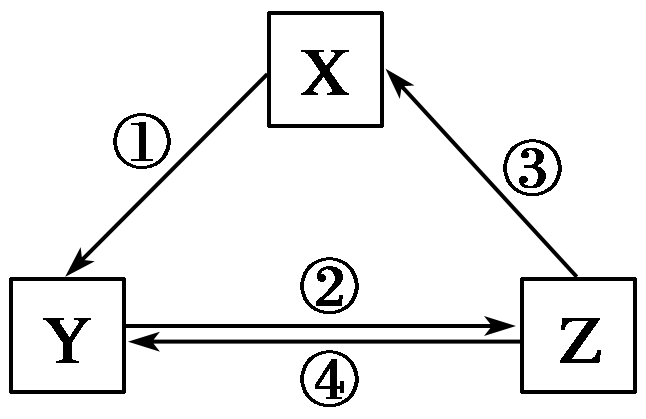 X
①
③
②
Y
Z
④